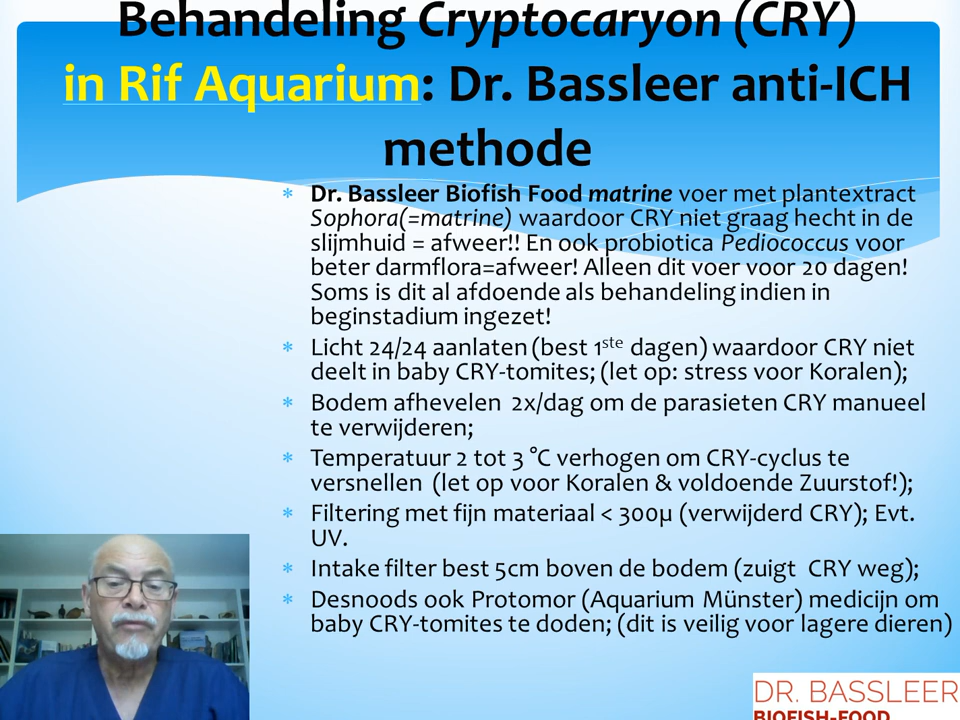 Behandeling Cryptocaryon (CRY)
in Rif Aquarium: Dr. Bassleer anti-ICH
methode
* Dr. Bassleer Biofish Food matrine voer met plantextract
Sophora(=matrine) waardoor CRY niet graag hecht in de
slijmhuid = afweer!! En ook probiotica Pediococcus voor
beter darmflora=afweer! Alleen dit voer voor 20 dagen!
Soms is dit al afdoende als behandeling indien in
beginstadium ingezet!
* Licht 24/24 aanlaten (best 1ste dagen) waardoor CRY niet
deelt in baby CRY-tomites; (let op: stress voor Koralen);
* Bodem afhevelen 2x/dag om de parasieten CRY manueel
te verwijderen;
* Temperatuur 2 tot 3 °C verhogen om CRY-cyclus te
versnellen (let op voor Koralen & voldoende Zuurstof!);
* Filtering met fijn materiaal < 300µ (verwijderd CRY); Evt.
UV.
* Intake filter best 5cm boven de bodem (zuigt CRY weg);
* Desnoods ook Protomor (Aquarium Münster) medicijn om
baby CRY-tomites te doden; (dit is veilig voor lagere dieren)
DR. BASSLEER
BIOFISH-FOOD